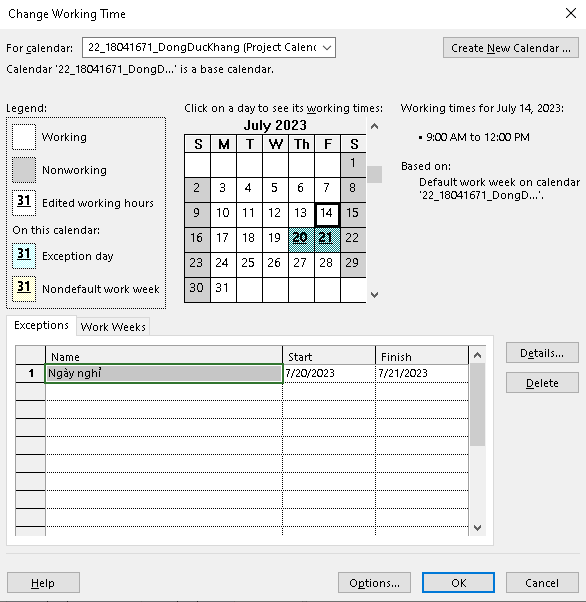 Change Working Time
For calendar: 22_18041671_DongDucKhang (Project Calenc
Create New Calendar ...
Calendar '22_18041671_DongD...' is a base calendar.
Legend:
Working
Nonworking
31 Edited working hours
On this calendar:
31 Exception day
31 Nondefault work week
Click on a day to see its working times:
July 2023
S M T W Th F S
1
2 3 4 5 6 7 8
9 10 11 12 13 14 15
16 17 18 19 20 21 22
23 24 25 26 27 28 29
30 31
Working times for July 14, 2023:
• 9:00 AM to 12:00 PM
Based on:
Default work week on calendar
'22_18041671_DongD...'.
Exceptions Work Weeks
Name Start Finish
1 Ngày nghỉ 7/20/2023 7/21/2023
Details...
Delete
Help Options... OK Cancel